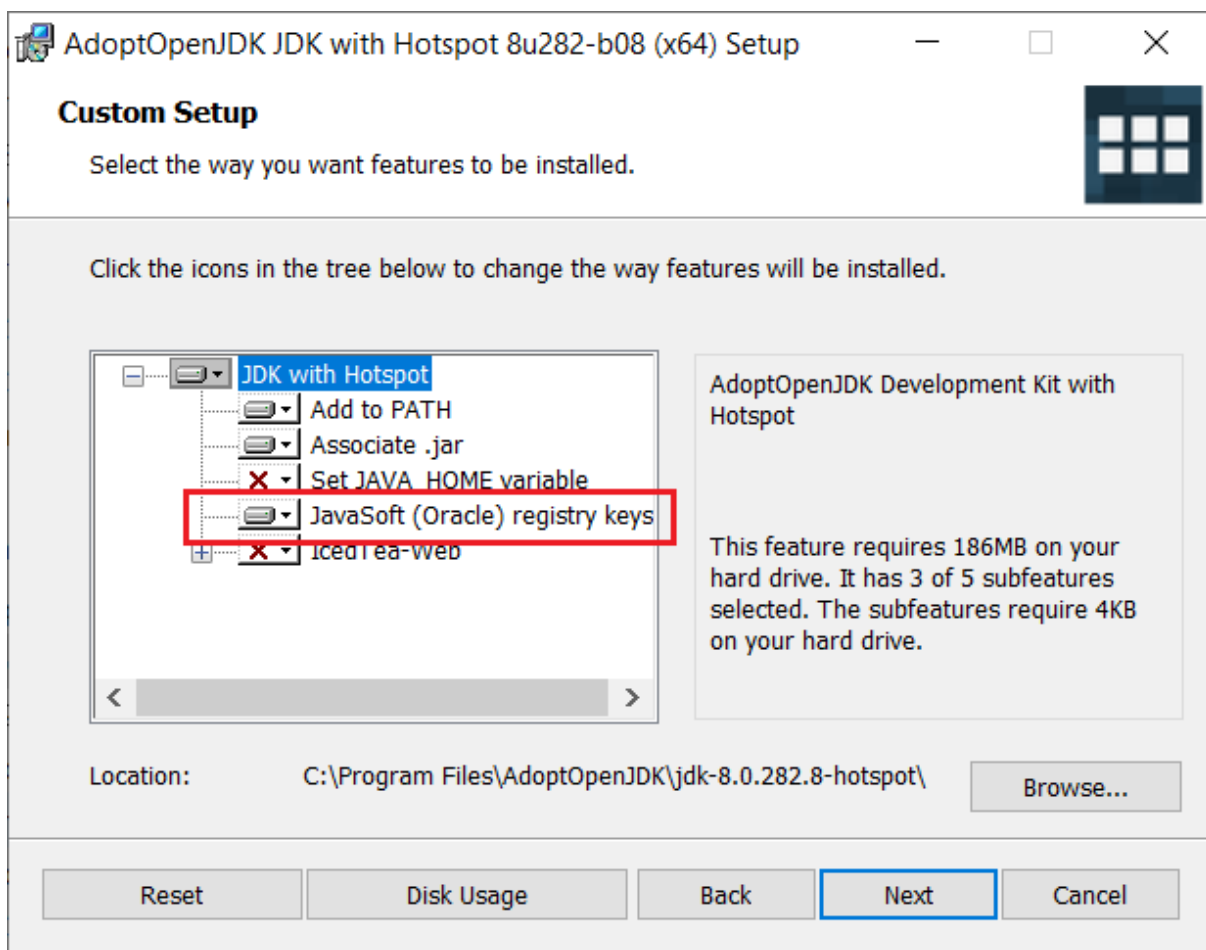 AdoptOpenJDK JDK with Hotspot 8u282-b08 (x64) Setup
Custom Setup
Select the way you want features to be installed.
Click the icons in the tree below to change the way features will be installed.
JDK with Hotspot
Add to PATH
Associate .jar
Set JAVA_HOME variable
JavaSoft (Oracle) registry keys
IcedTea-Web
AdoptOpenJDK Development Kit with
Hotspot
This feature requires 186MB on your
hard drive. It has 3 of 5 subfeatures
selected. The subfeatures require 4KB
on your hard drive.
Location: C:\Program Files\AdoptOpenJDK\jdk-8.0.282.8-hotspot\ Browse...
Reset Disk Usage Back Next Cancel